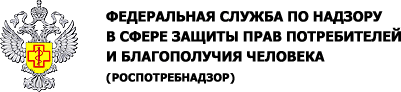 ФЕДЕРАЛЬНАЯ СЛУЖБА ПО НАДЗОРУ
В СФЕРЕ ЗАЩИТЫ ПРАВ ПОТРЕБИТЕЛЕЙ
И БЛАГОПОЛУЧИЯ ЧЕЛОВЕКА
(РОСПОТРЕБНАДЗОР)